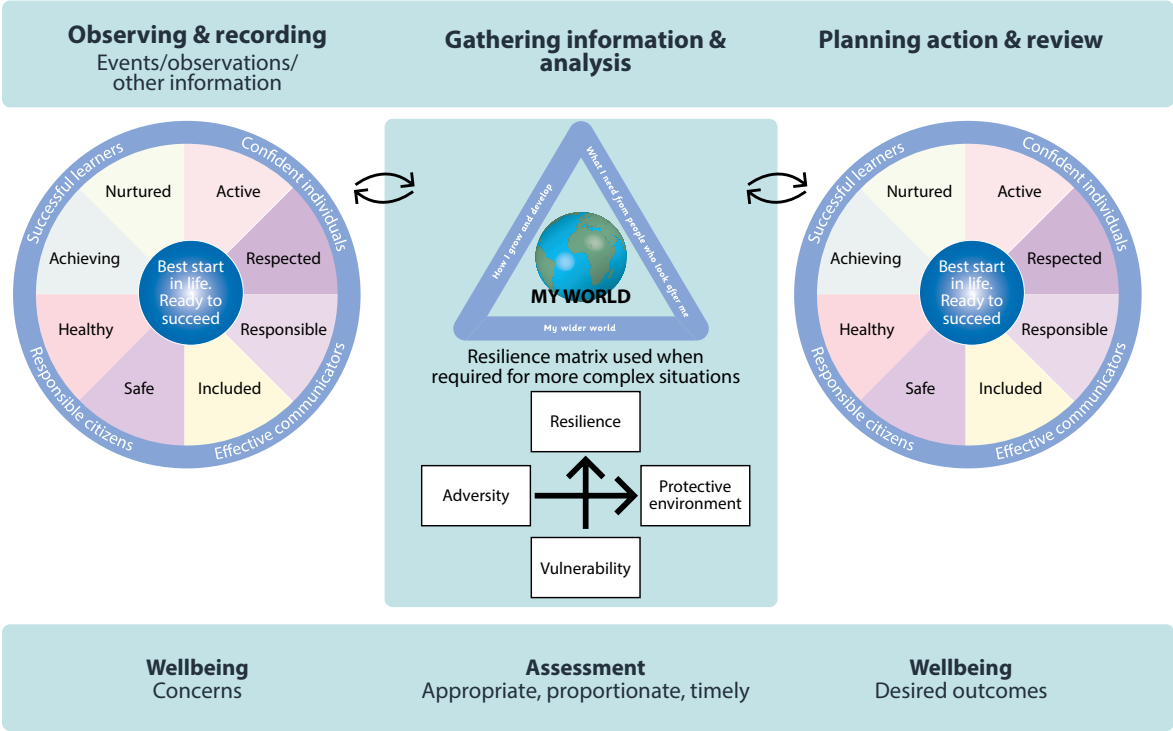 Observing & recording
Events/observations/
other information
Gathering information &
analysis
Planning action & review
Successful learners
Confident individuals
Nurtured
Active
Achieving
Respected
Best start
in life.
Ready to
succeed
Healthy
Responsible
Safe
Included
Responsible citizens
Effective communicators
How I grow and develop
What I need from people who look after me
MY WORLD
My wider world
Resilience matrix used when
required for more complex situations
Resilience
Adversity
Protective
environment
Vulnerability
Successful learners
Confident individuals
Nurtured
Active
Achieving
Respected
Best start
in life.
Ready to
succeed
Healthy
Responsible
Safe
Included
Responsible citizens
Effective communicators
Wellbeing
Concerns
Assessment
Appropriate, proportionate, timely
Wellbeing
Desired outcomes